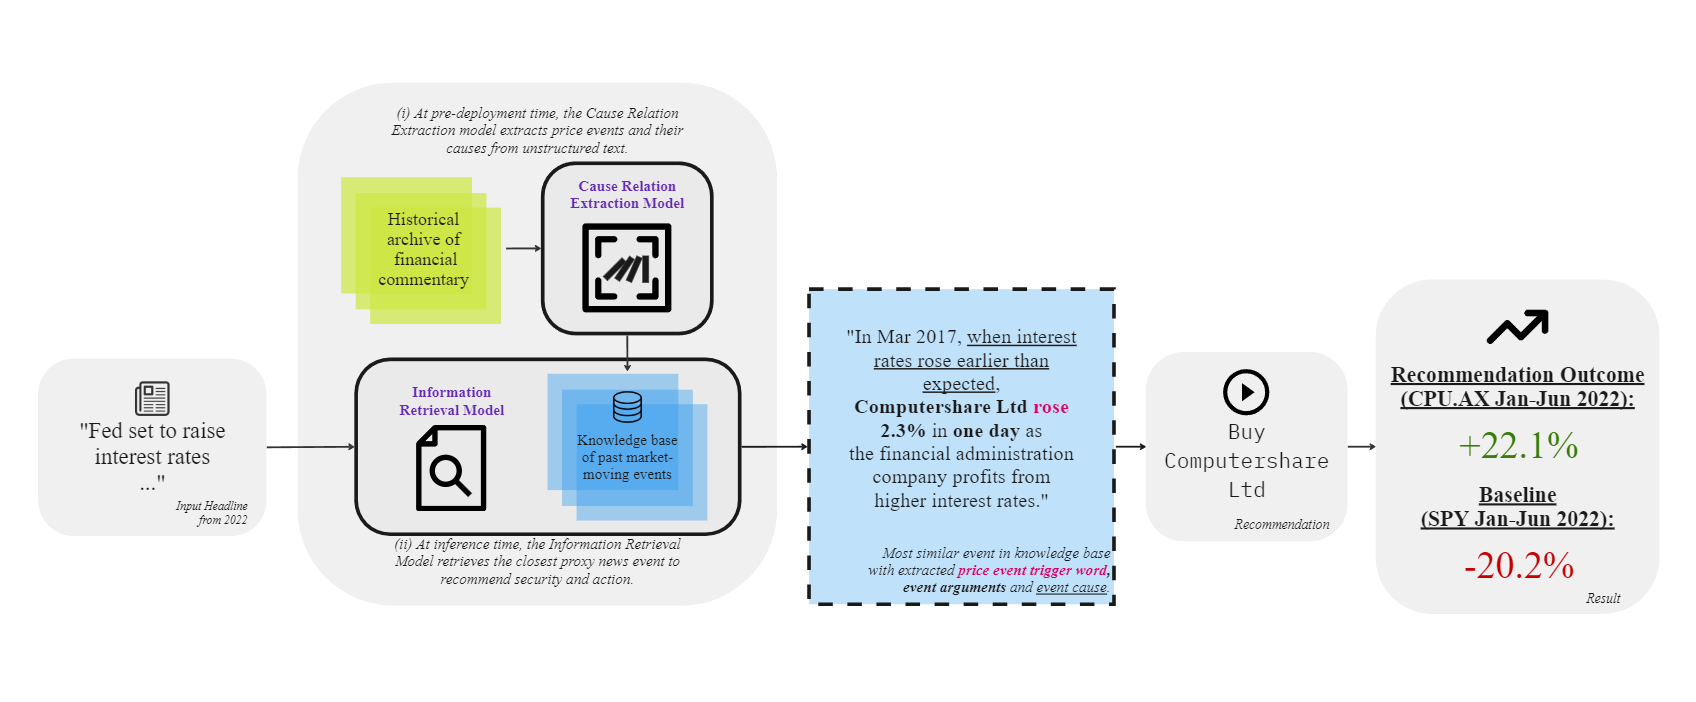 "Fed set to raise
interest rates
..."
Input Headline
from 2022
(i) At pre-deployment time, the Cause Relation
Extraction model extracts price events and their
causes from unstructured text.
Historical
archive of
financial
commentary
Cause Relation
Extraction Model
Information
Retrieval Model
Knowledge base
of past market-
moving events
(ii) At inference time, the Information Retrieval
Model retrieves the closest proxy news event to
recommend security and action.
"In Mar 2017, when interest
rates rose earlier than
expected,
Computershare Ltd rose
2.3% in one day as
the financial administration
company profits from
higher interest rates."
Most similar event in knowledge base
with extracted price event trigger word,
event arguments and event cause.
Buy
Computershare
Ltd
Recommendation
Recommendation Outcome
(CPU.AX Jan-Jun 2022):
+22.1%
Baseline
(SPY Jan-Jun 2022):
-20.2%
Result